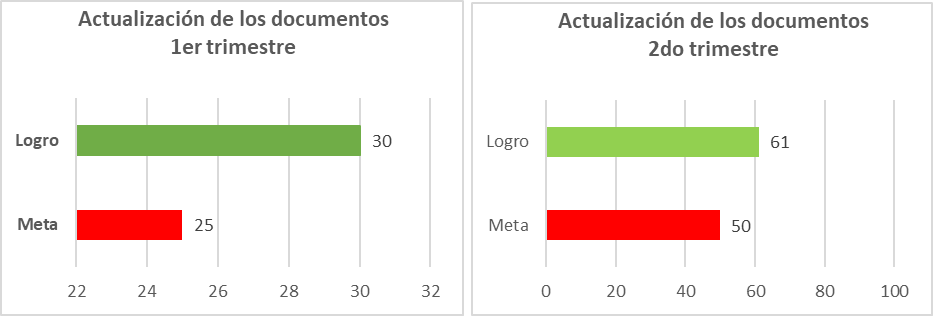 Actualización de los documentos
1er trimestre
Logro
30
Meta
25
22 24 26 28 30 32
Actualización de los documentos
2do trimestre
Logro
61
Meta
50
0 20 40 60 80 100